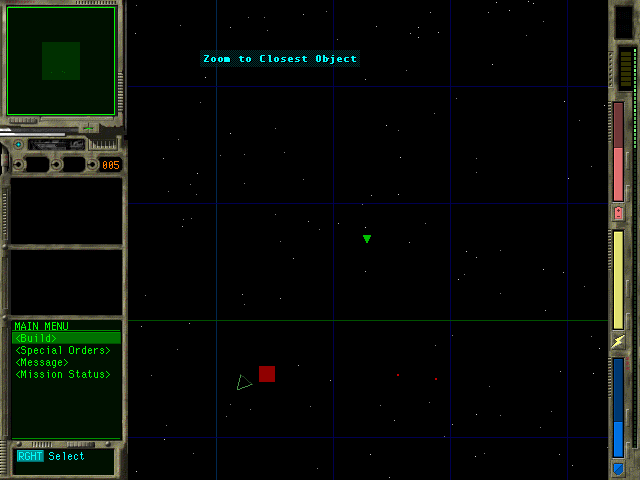 Zoom to Closest Object
005
MAIN MENU
<Build>
<Special Orders>
<Message>
<Mission Status>
RGHT Select